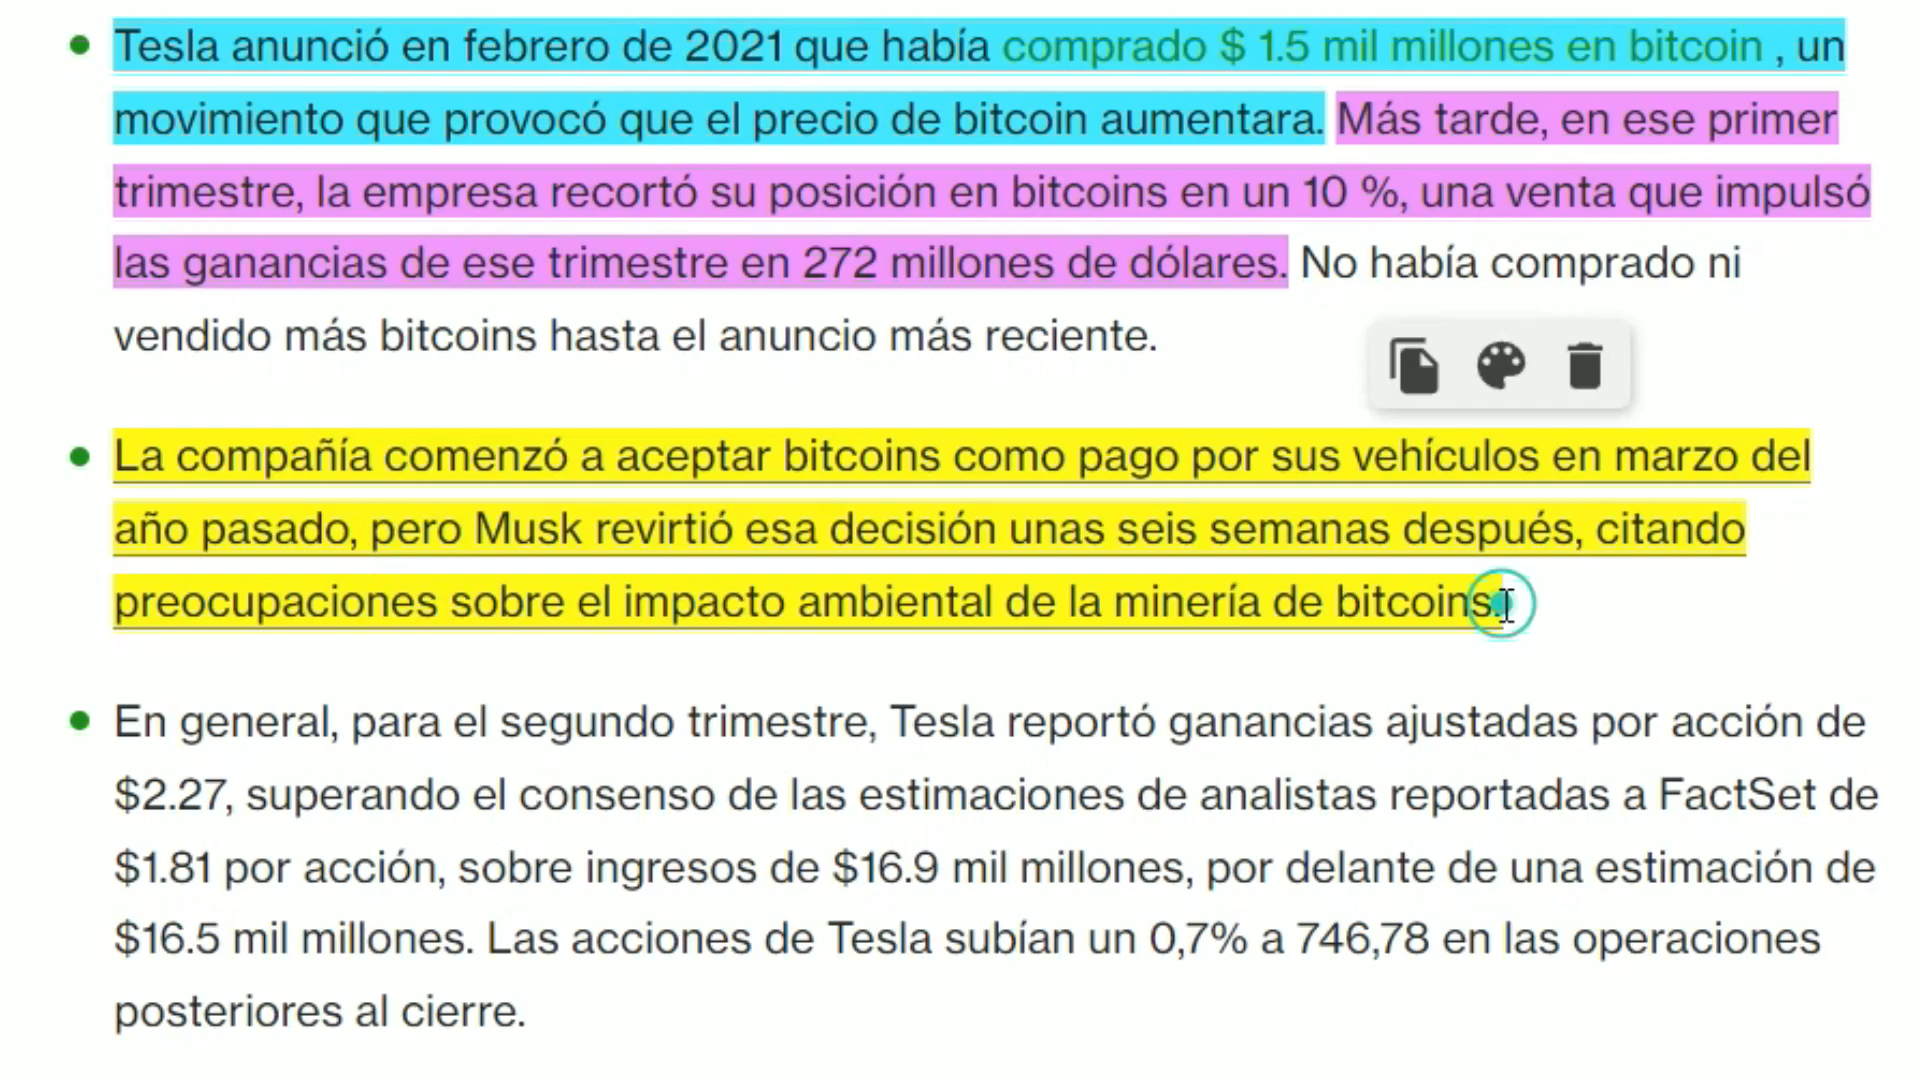 Tesla anunció en febrero de 2021 que había comprado $ 1.5 mil millones en bitcoin , un
movimiento que provocó que el precio de bitcoin aumentara. Más tarde, en ese primer
trimestre, la empresa recortó su posición en bitcoins en un 10 %, una venta que impulsó
las ganancias de ese trimestre en 272 millones de dólares. No había comprado ni
vendido más bitcoins hasta el anuncio más reciente.
La compañía comenzó a aceptar bitcoins como pago por sus vehículos en marzo del
año pasado, pero Musk revirtió esa decisión unas seis semanas después, citando
preocupaciones sobre el impacto ambiental de la minería de bitcoins.
En general, para el segundo trimestre, Tesla reportó ganancias ajustadas por acción de
$2.27, superando el consenso de las estimaciones de analistas reportadas a FactSet de
$1.81 por acción, sobre ingresos de $16.9 mil millones, por delante de una estimación de
$16.5 mil millones. Las acciones de Tesla subían un 0,7% a 746,78 en las operaciones
posteriores al cierre.